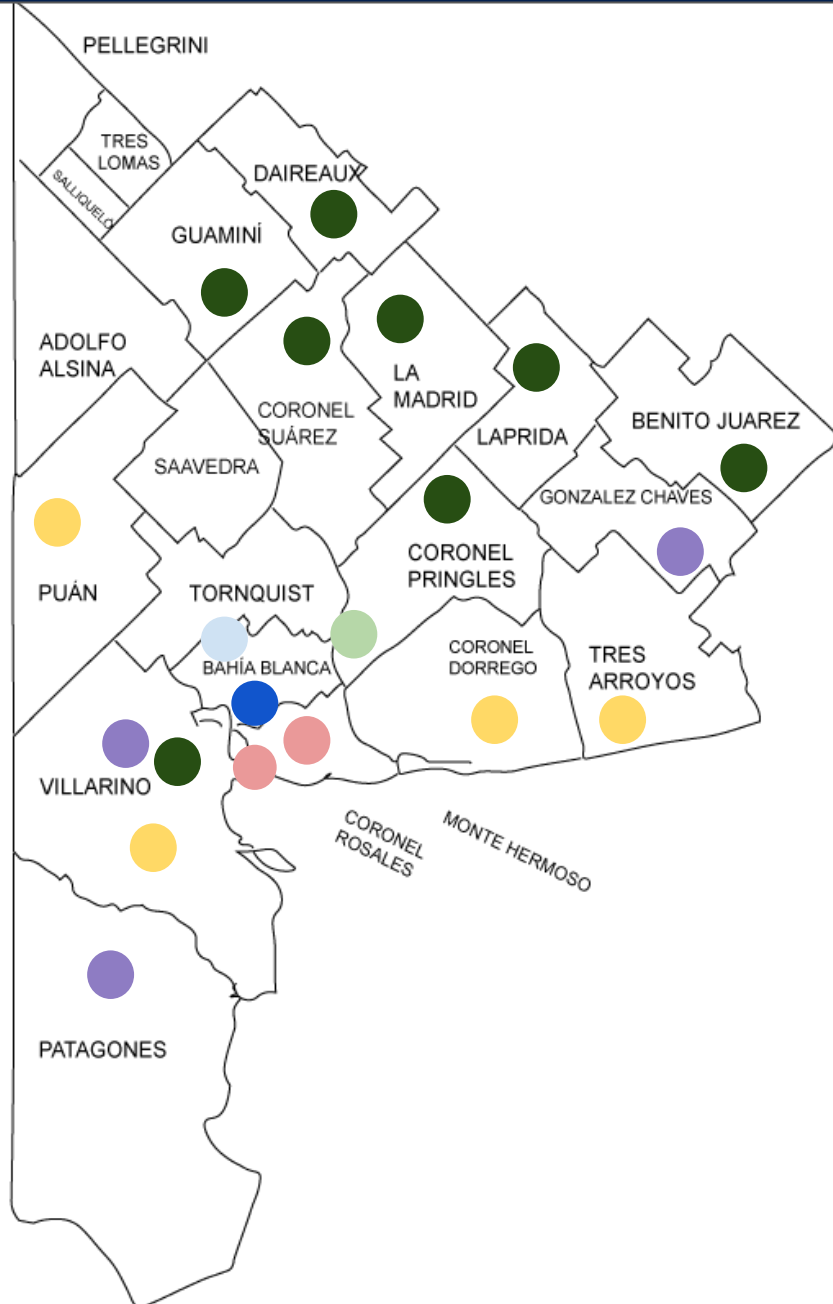 PELLEGRINI
TRES
LOMAS
SALLIQUELÓ
DAIREAUX
GUAMINÍ
ADOLFO
ALSINA
LA
MADRID
CORONEL
SUÁREZ
LAPRIDA
BENITO JUAREZ
SAAVEDRA
GONZALEZ CHAVES
CORONEL
PRINGLES
PUÁN
TORNQUIST
BAHÍA BLANCA
CORONEL
DORREGO
TRES
ARROYOS
VILLARINO
CORONEL
ROSALES
MONTE HERMOSO
PATAGONES